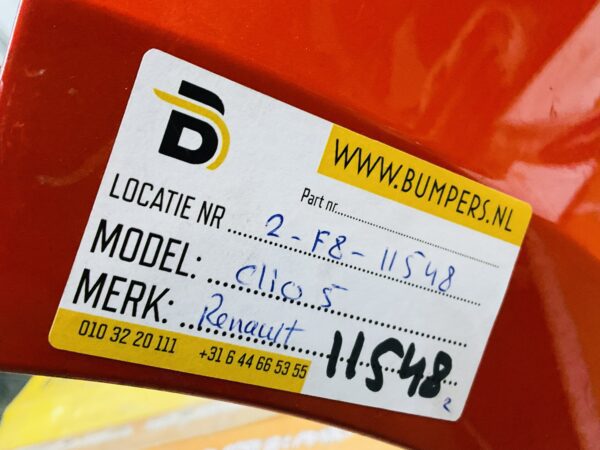 B
WWW.BUMPERS.NL
Part nr.
LOCATIE NR 2-F8-11548
MODEL: Clio 5
MERK: Renault 11548
010 32 20 111 +31 6 44 66 53 55
2